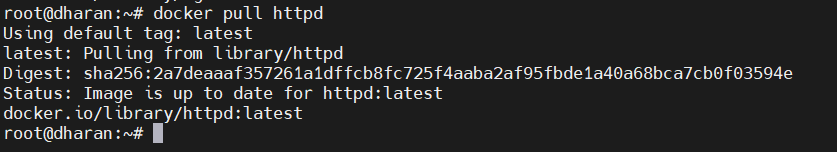 root@dharan:~# docker pull httpd
Using default tag: latest
latest: Pulling from library/httpd
Digest: sha256:2a7deaaaf357261a1dffcb8fc725f4aaba2af95fbde1a40a68bca7cb0f03594e
Status: Image is up to date for httpd:latest
docker.io/library/httpd:latest
root@dharan:~#